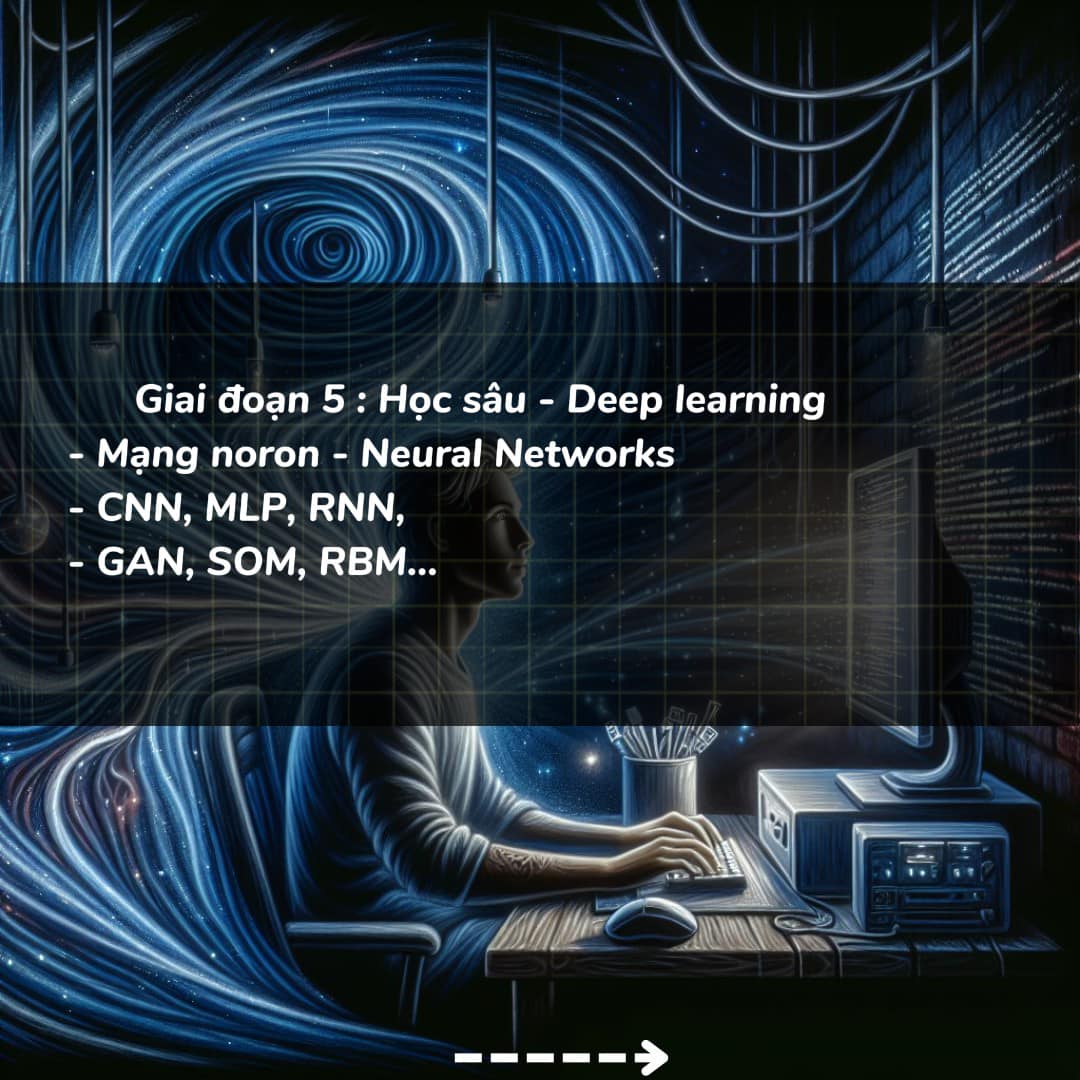 Giai đoạn 5 : Học sâu - Deep learning
- Mạng noron - Neural Networks
- CNN, MLP, RNN,
- GAN, SOM, RBM...